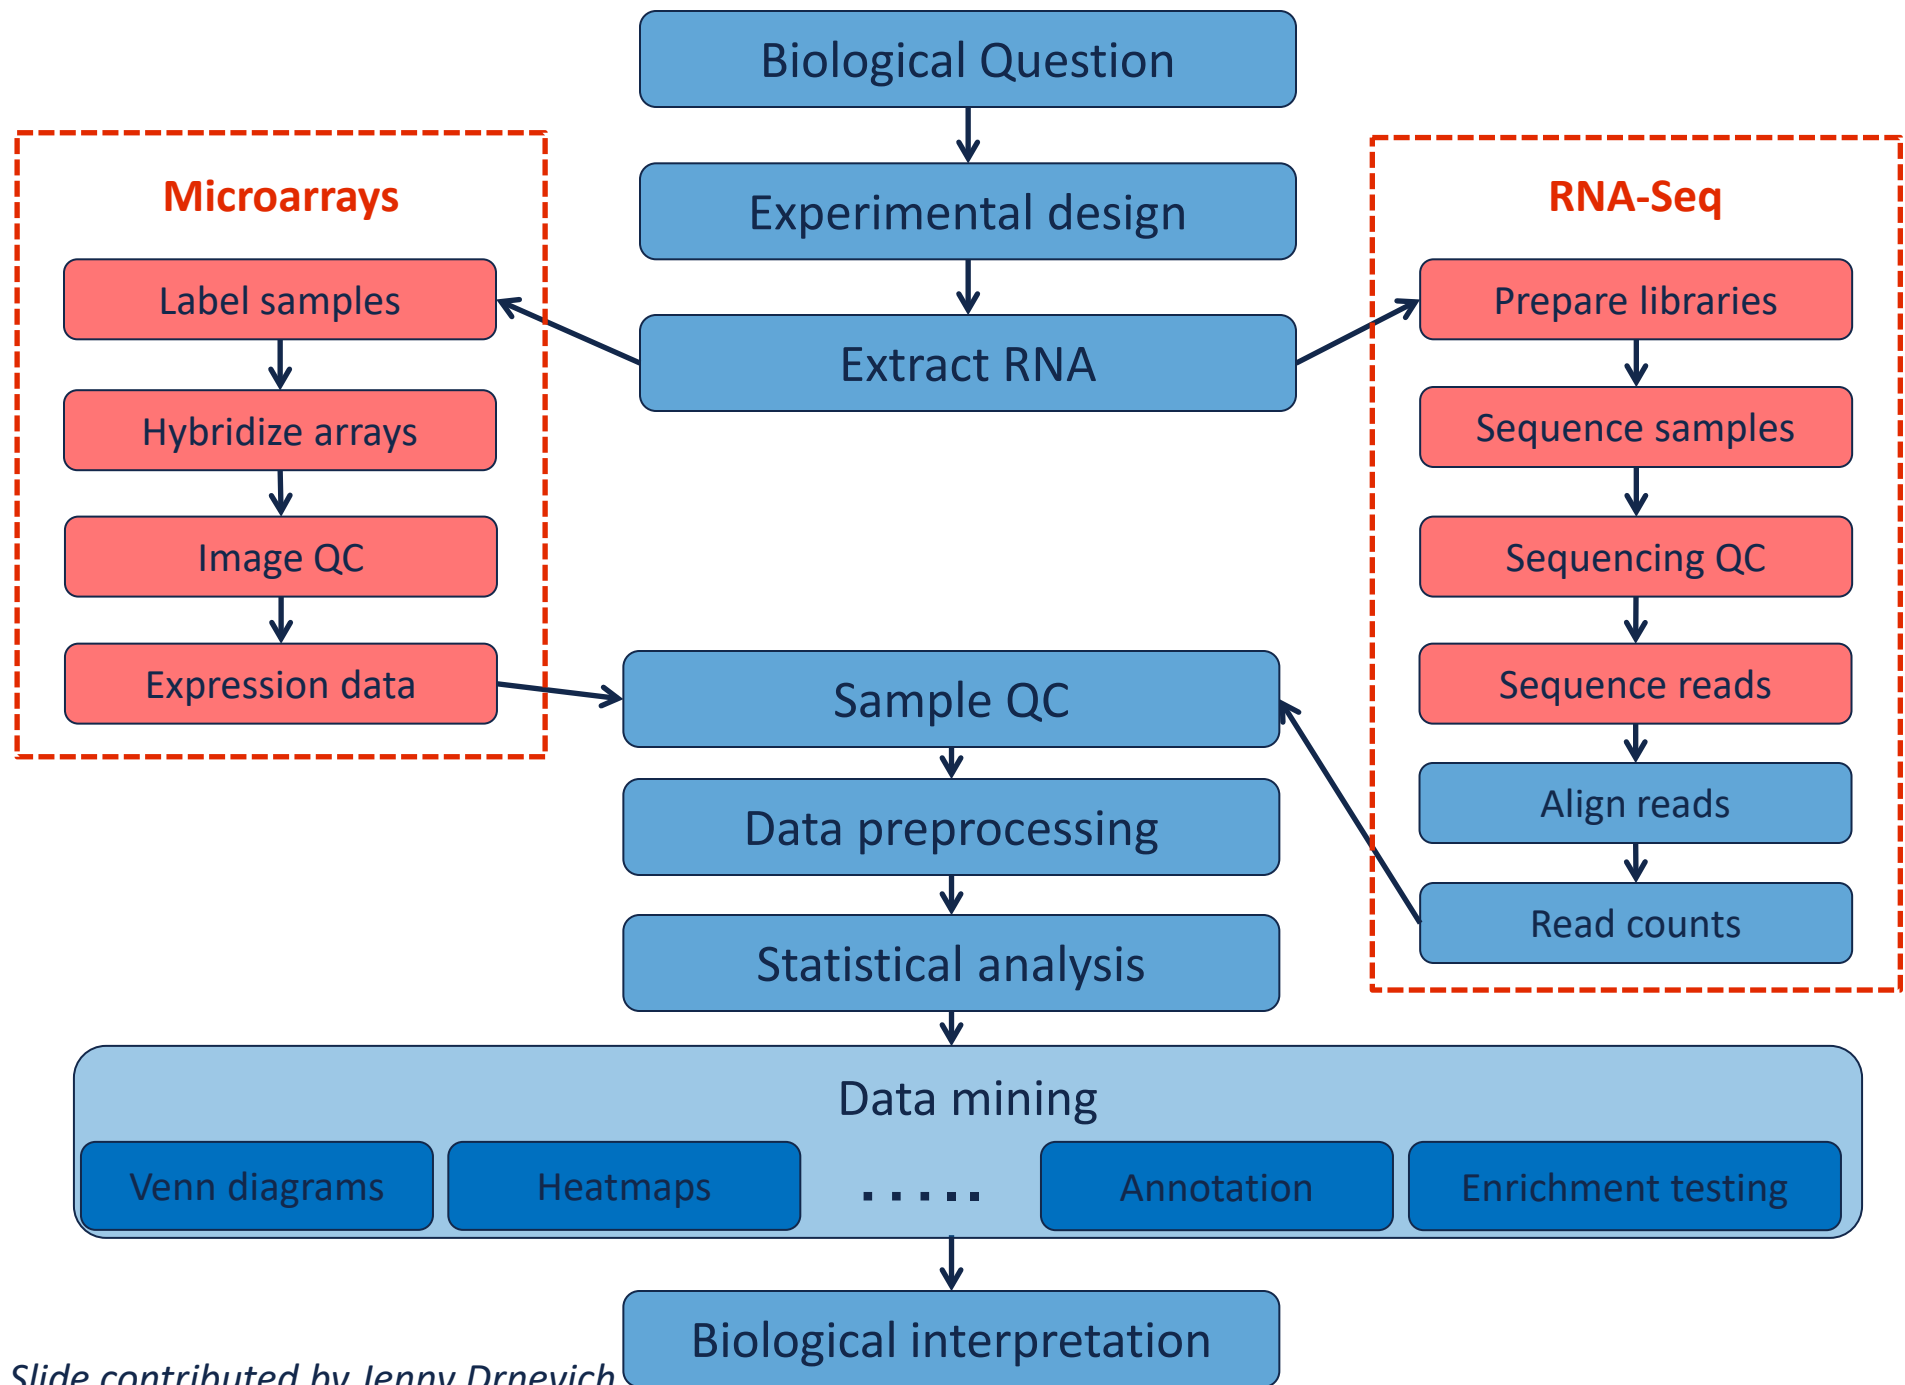 Biological Question
Experimental design
Extract RNA
Microarrays
Label samples
Hybridize arrays
Image QC
Expression data
RNA-Seq
Prepare libraries
Sequence samples
Sequencing QC
Sequence reads
Align reads
Read counts
Sample QC
Data preprocessing
Statistical analysis
Data mining
Venn diagrams
Heatmaps
.....
Annotation
Enrichment testing
Biological interpretation
Slide contributed by Jenny Drnevich